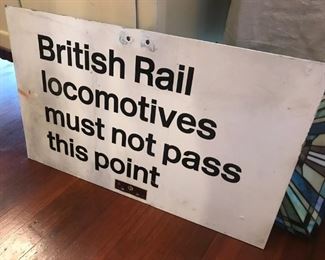 British Rail
locomotives
must not pass
this point